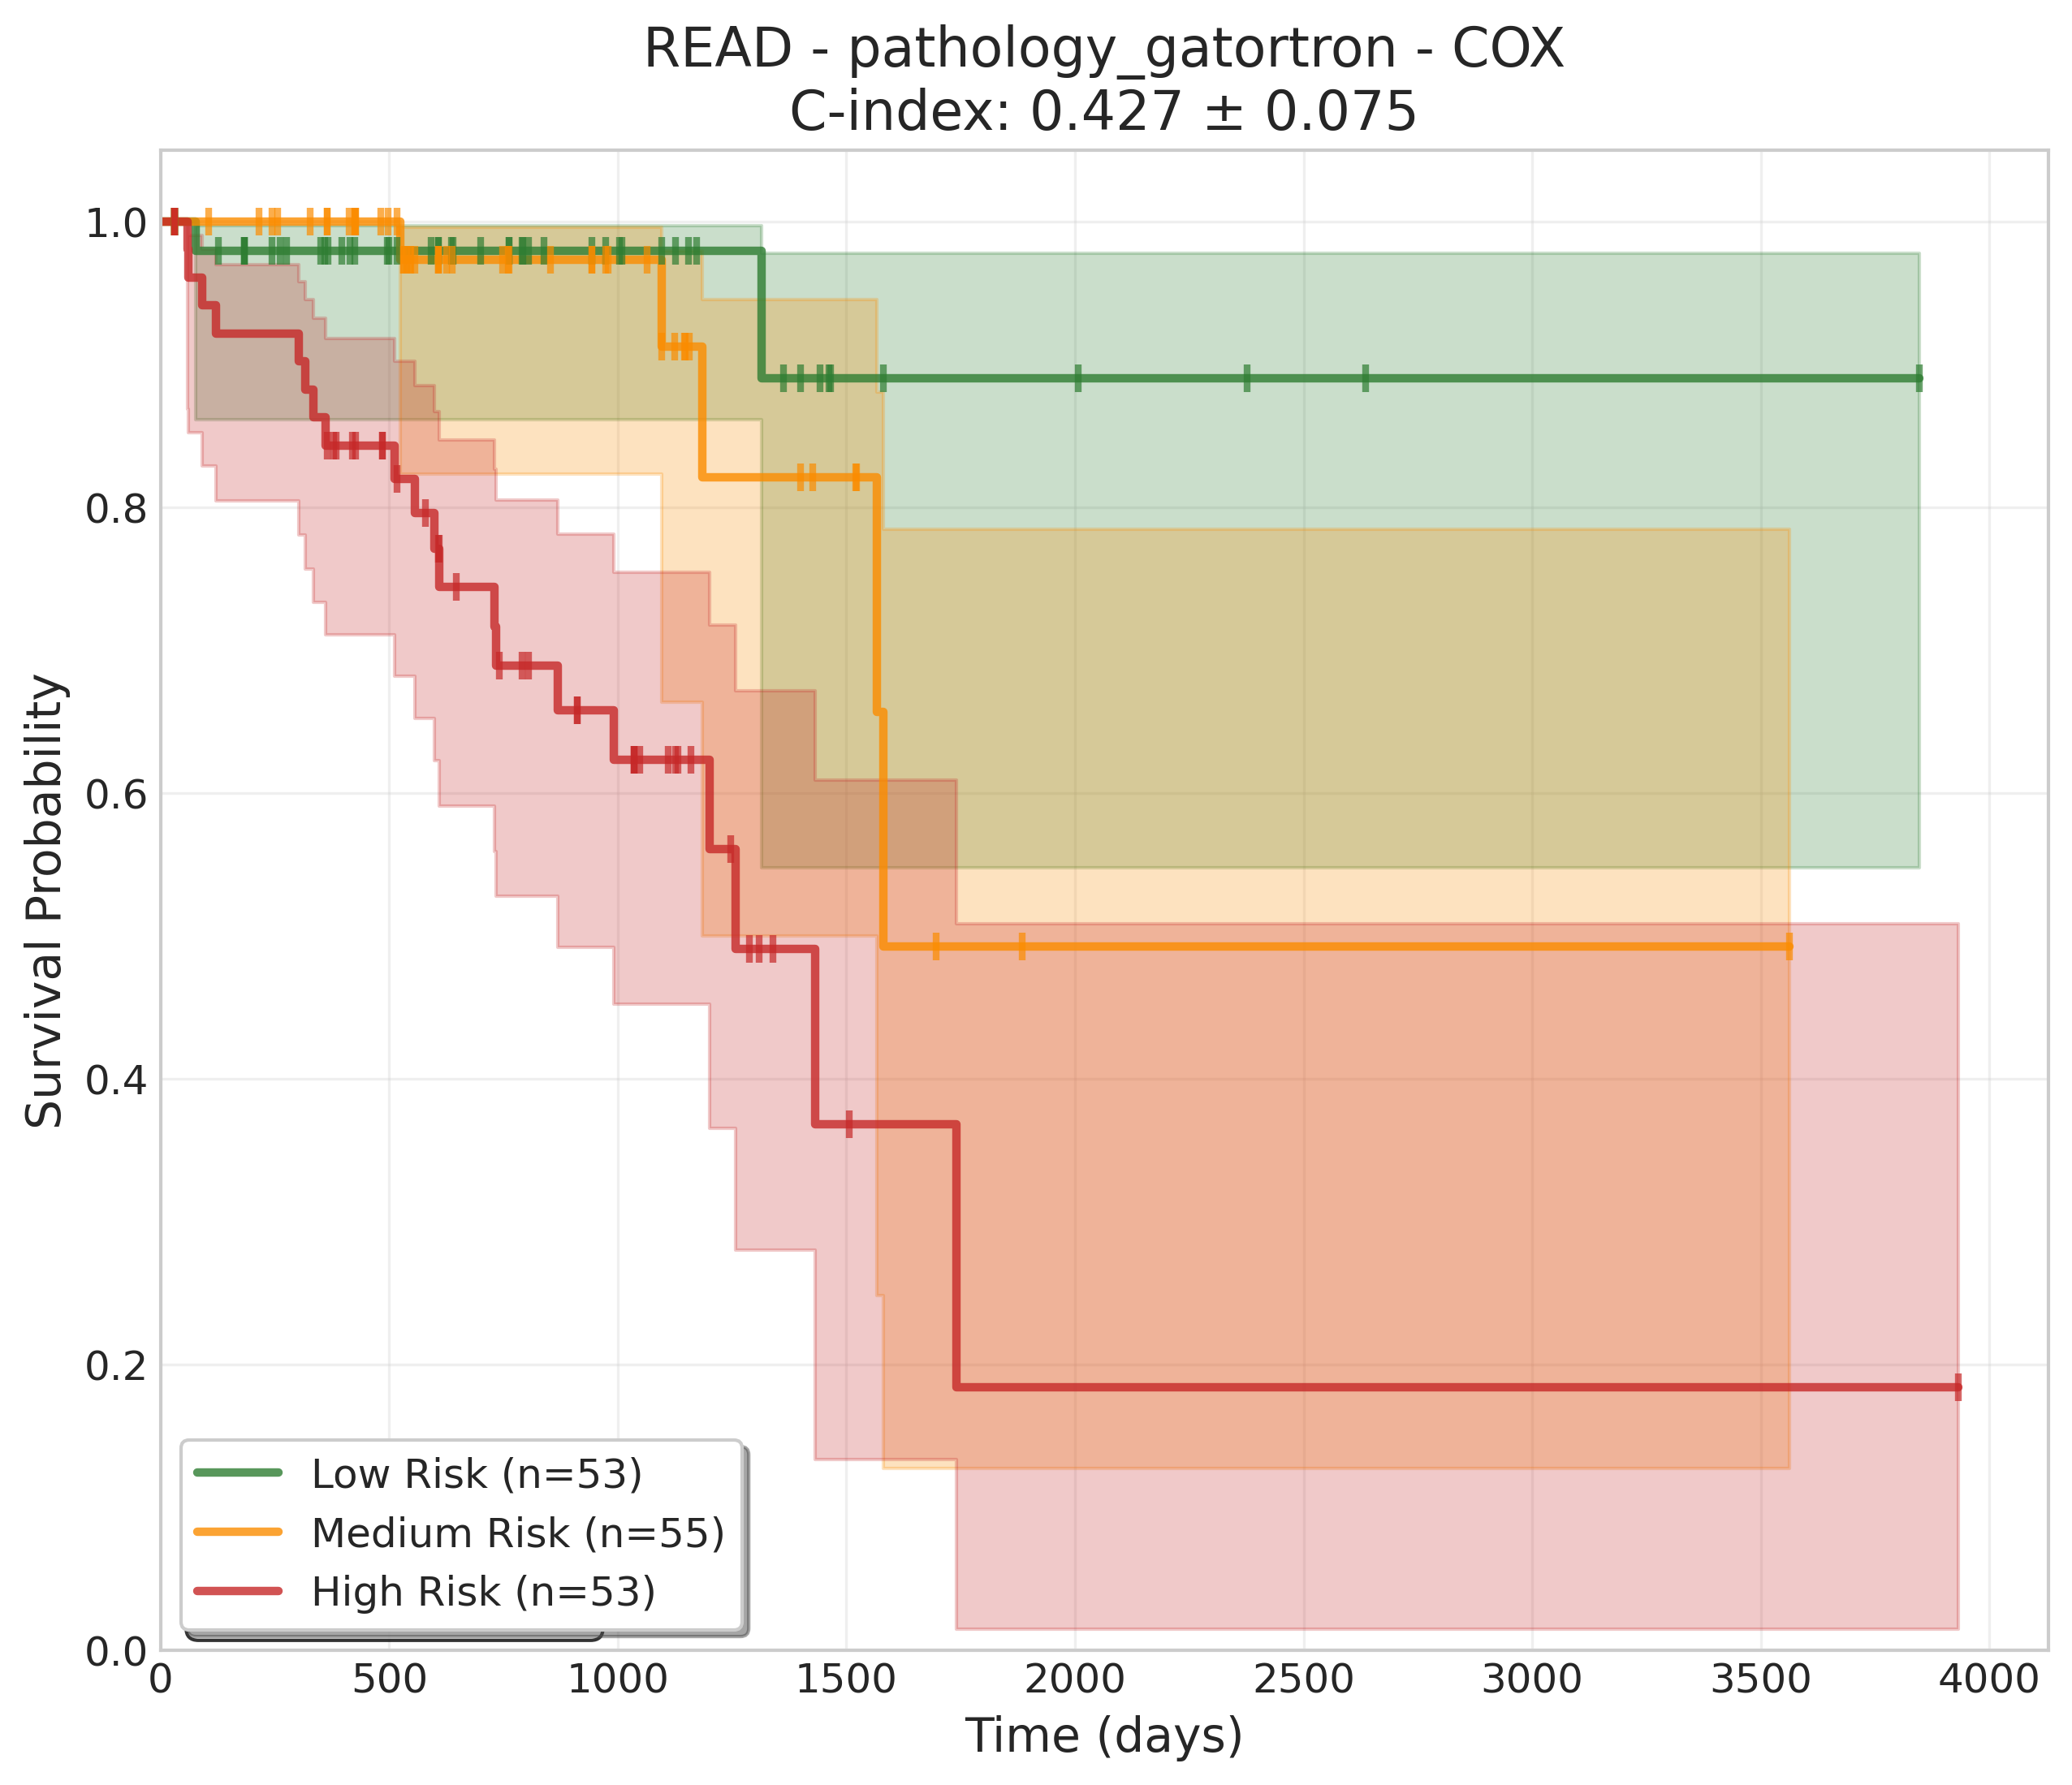 READ - pathology_gatortron - COX
C-index: 0.427 ± 0.075
Survival Probability
1.0
0.8
0.6
0.4
0.2
0.0
Low Risk (n=53)
Medium Risk (n=55)
High Risk (n=53)
0 500 1000 1500 2000 2500 3000 3500 4000
Time (days)